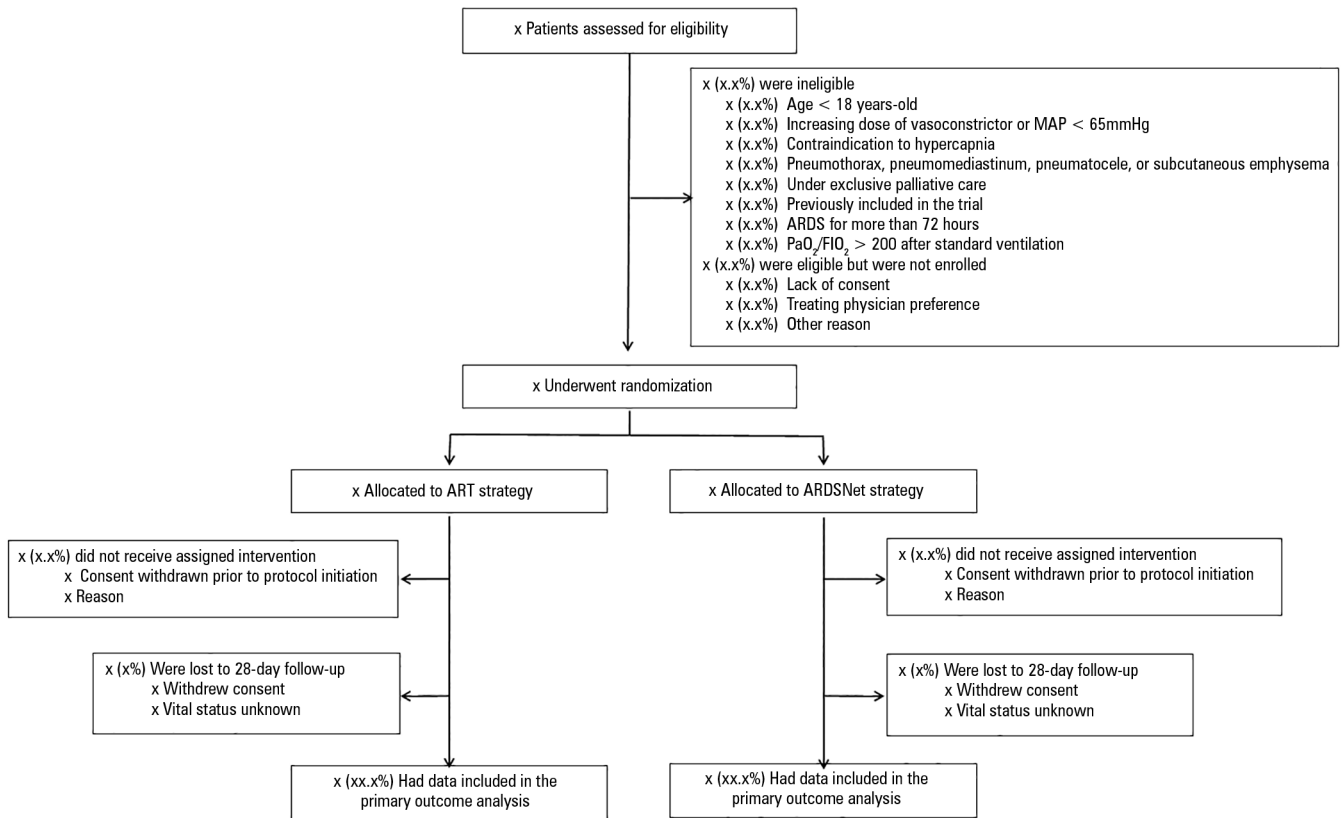 x Patients assessed for eligibility
x (x.x%) were ineligible
x (x.x%) Age < 18 years-old
x (x.x%) Increasing dose of vasoconstrictor or MAP < 65mmHg
x (x.x%) Contraindication to hypercapnia
x (x.x%) Pneumothorax, pneumomediastinum, pneumatocele, or subcutaneous emphysema
x (x.x%) Under exclusive palliative care
x (x.x%) Previously included in the trial
x (x.x%) ARDS for more than 72 hours
x (x.x%) PaO₂/FIO₂ > 200 after standard ventilation
x (x.x%) were eligible but were not enrolled
x (x.x%) Lack of consent
x (x.x%) Treating physician preference
x (x.x%) Other reason
x Underwent randomization
x Allocated to ART strategy
x Allocated to ARDSNet strategy
x (x.x%) did not receive assigned intervention
x Consent withdrawn prior to protocol initiation
x Reason
x (x.x%) did not receive assigned intervention
x Consent withdrawn prior to protocol initiation
x Reason
x (x%) Were lost to 28-day follow-up
x Withdrew consent
x Vital status unknown
x (x%) Were lost to 28-day follow-up
x Withdrew consent
x Vital status unknown
x (xx.x%) Had data included in the
primary outcome analysis
x (xx.x%) Had data included in the
primary outcome analysis